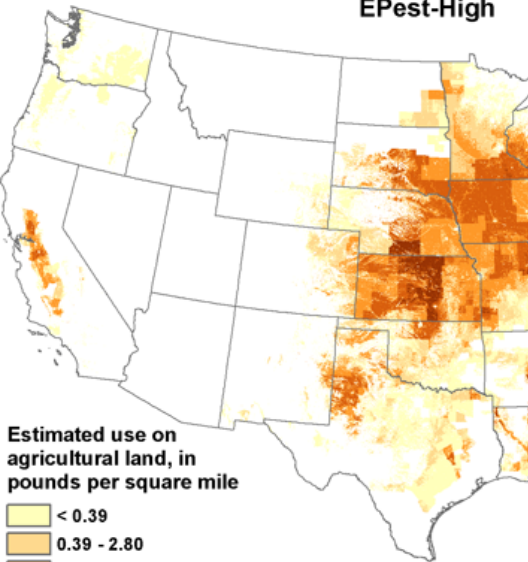 EPest-High
Estimated use on
agricultural land, in
pounds per square mile
< 0.39
0.39 - 2.80